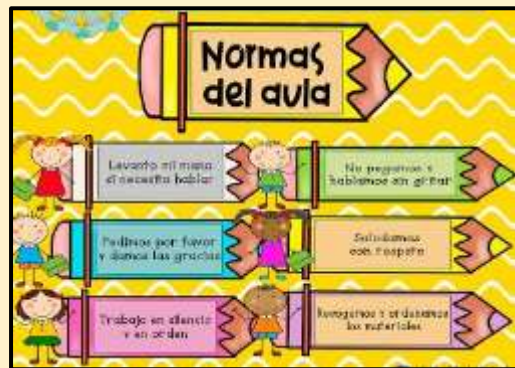 Normas
del aula
Levanto mi mano
si necesito hablar
No pegamos y
hablamos sin gritar
Pedimos por favor
y damos las gracias
Saludamos
con respeto
Trabajo en silencio
y en orden
Recogemos y ordenamos
los materiales